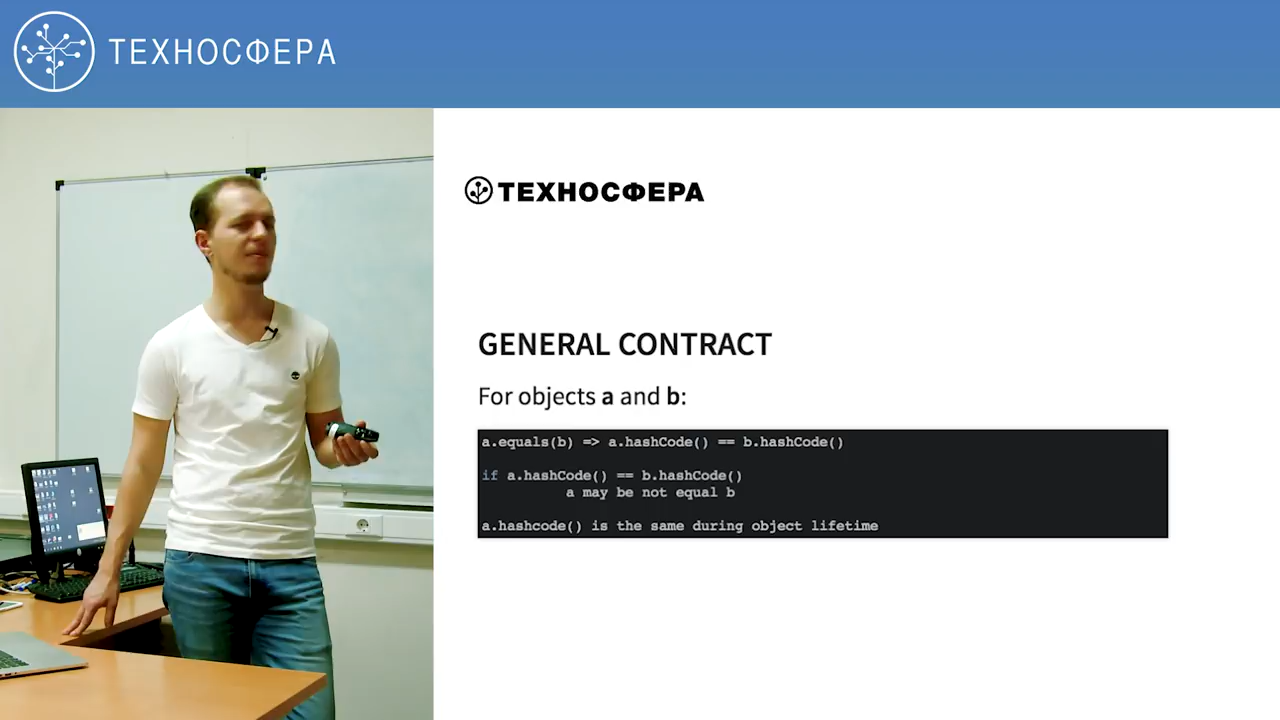 ТЕХНОСФЕРА
ТЕХНОСФЕРА
GENERAL CONTRACT
For objects a and b:
a.equals(b) => a.hashCode() == b.hashCode()
if a.hashCode() == b.hashCode()
a may be not equal b
a.hashcode() is the same during object lifetime